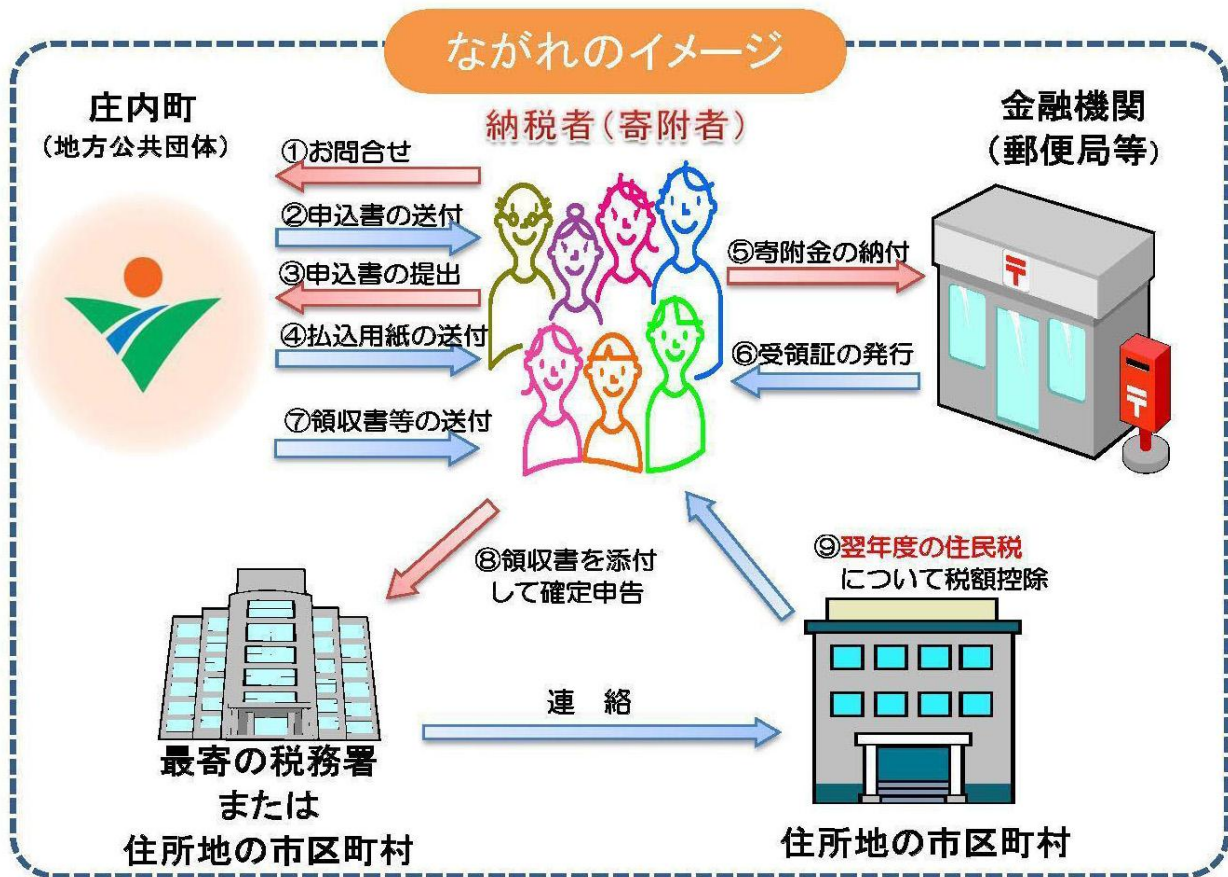 ながれのイメージ
庄内町
(地方公共団体)
納税者(寄附者)
金融機関
(郵便局等)
①お問合せ
②申込書の送付
③申込書の提出
④払込用紙の送付
⑤寄附金の納付
⑥受領証の発行
⑦領収書等の送付
⑧領収書を添付
して確定申告
⑨翌年度の住民税
について税額控除
連 絡
最寄の税務署
または
住所地の市区町村
住所地の市区町村